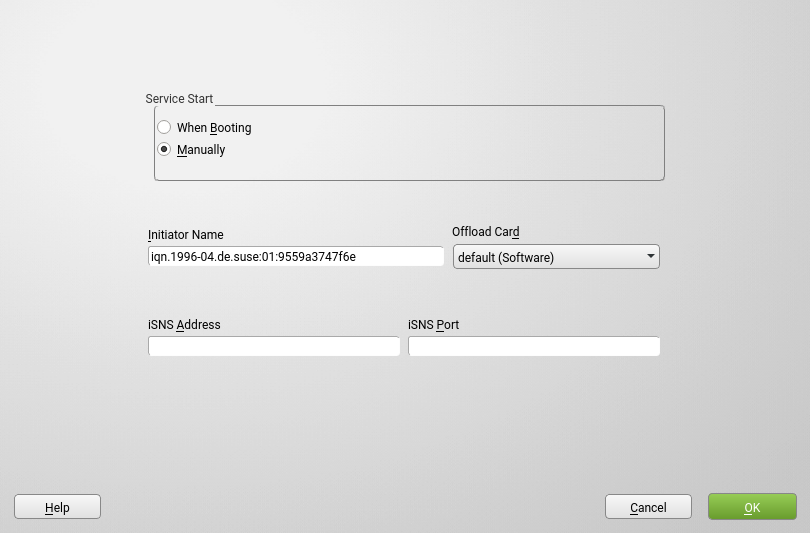 Service Start
When Booting
Manually
Initiator Name
Offload Card
iqn.1996-04.de.suse:01:9559a3747f6e
default (Software)
iSNS Address
iSNS Port
Help
Cancel
OK